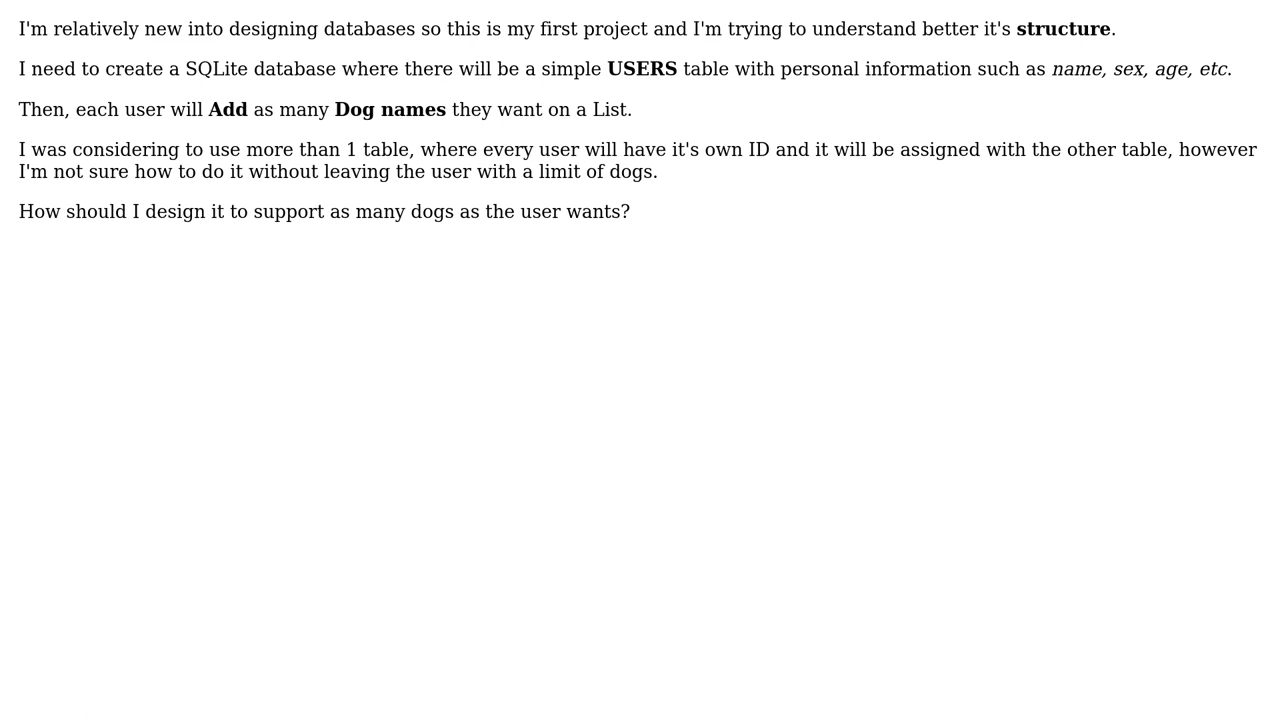 I'm relatively new into designing databases so this is my first project and I'm trying to understand better it's structure.
I need to create a SQLite database where there will be a simple USERS table with personal information such as name, sex, age, etc.
Then, each user will Add as many Dog names they want on a List.
I was considering to use more than 1 table, where every user will have it's own ID and it will be assigned with the other table, however
I'm not sure how to do it without leaving the user with a limit of dogs.
How should I design it to support as many dogs as the user wants?